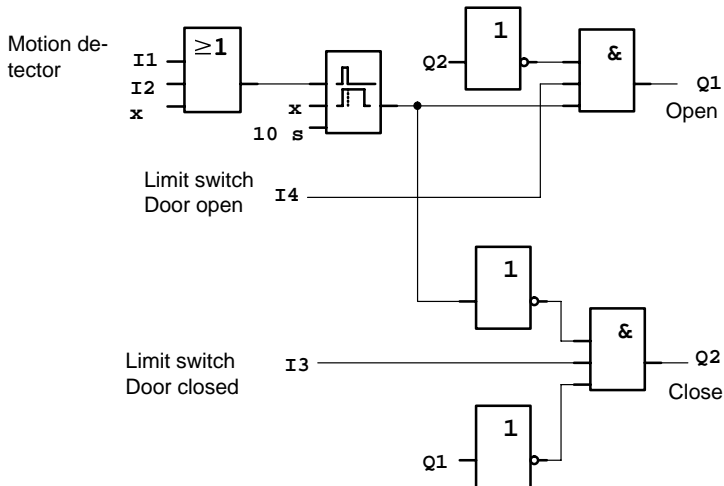 Motion de-
tector
I1
I2
x
≥1
x
10 s
Q2
1
&
Q1
Open
Limit switch
Door open
I4
1
Limit switch
Door closed
I3
&
Q2
Close
1
Q1